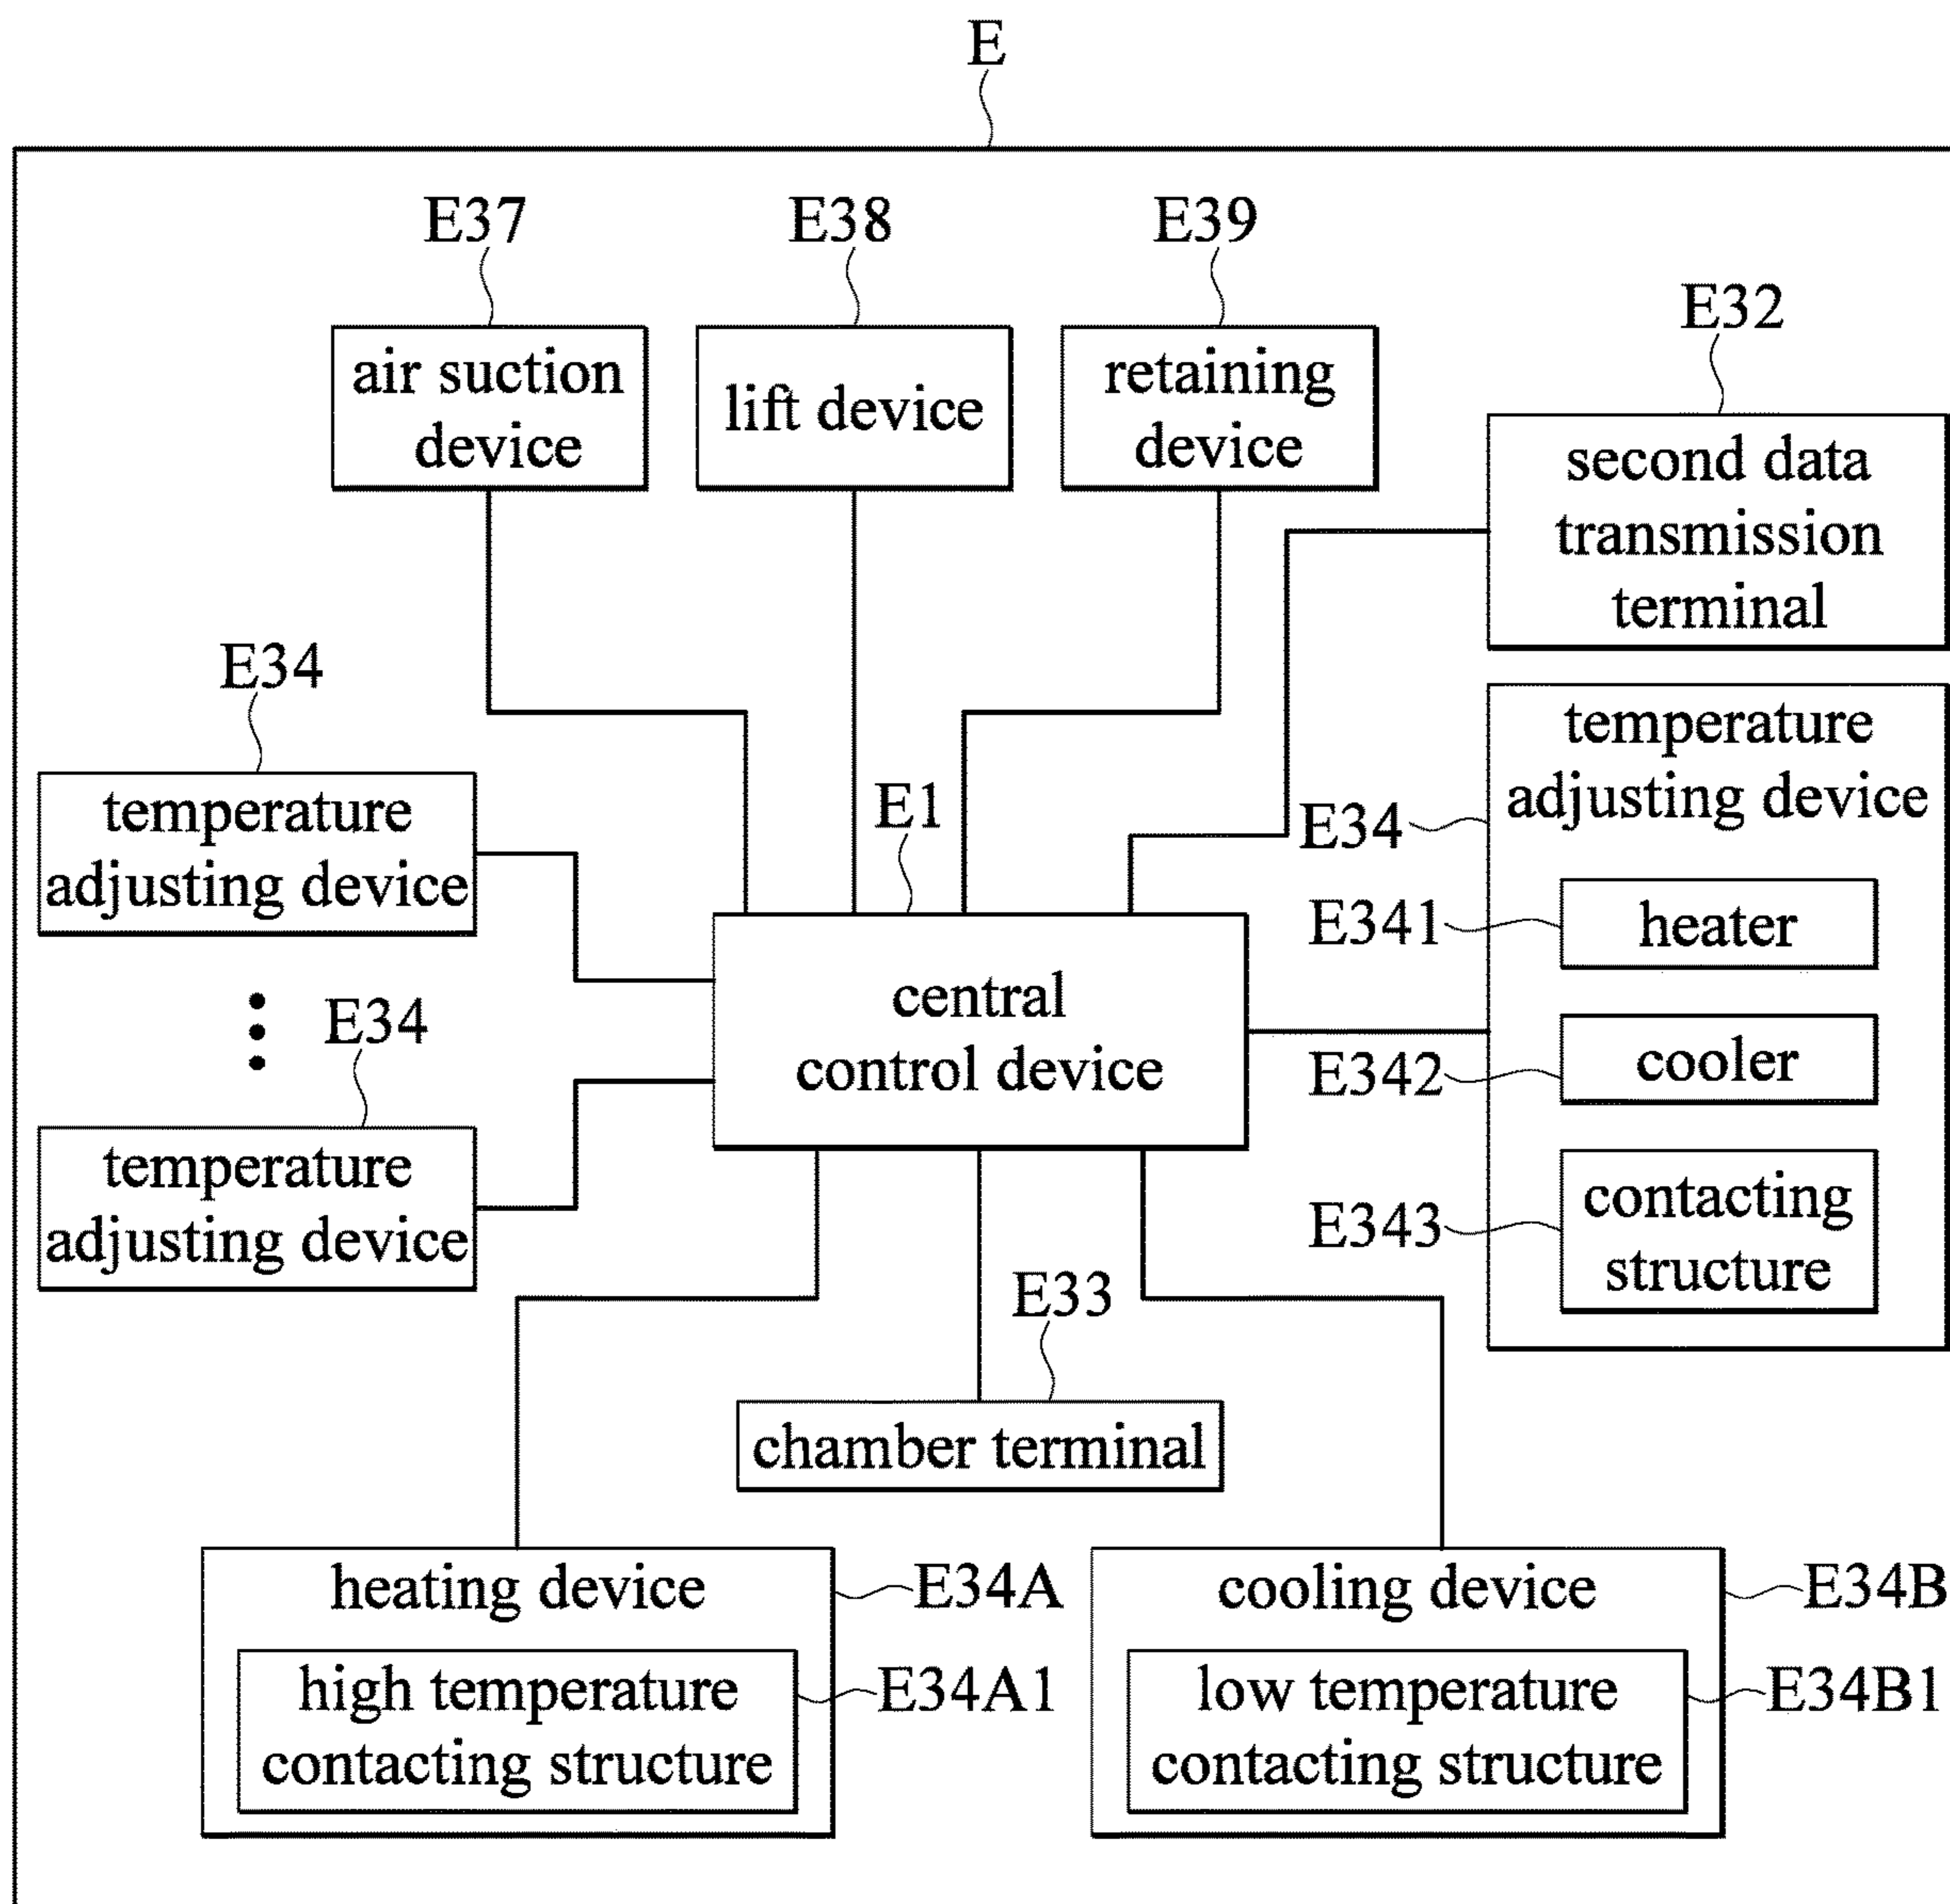 E
E37
E38
E39
E32
air suction
device
lift device
retaining
device
second data
transmission
terminal
E34
temperature
adjusting device
E1
E34
temperature
adjusting device
E341
heater
E342
cooler
E343
contacting
structure
central
control device
E34
temperature
adjusting device
E33
chamber terminal
heating device
E34A
high temperature
contacting structure
E34A1
cooling device
E34B
low temperature
contacting structure
E34B1